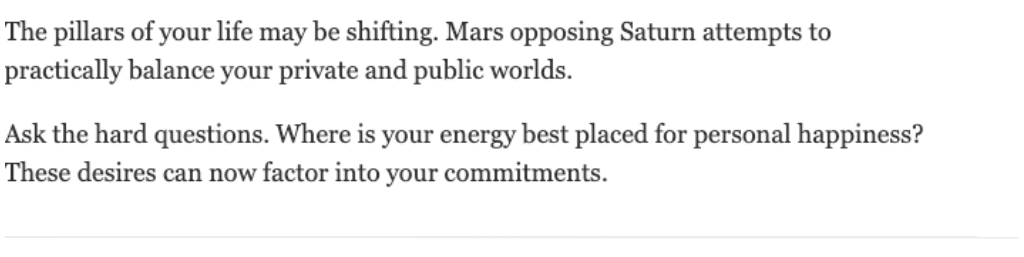 The pillars of your life may be shifting. Mars opposing Saturn attempts to
practically balance your private and public worlds.
Ask the hard questions. Where is your energy best placed for personal happiness?
These desires can now factor into your commitments.